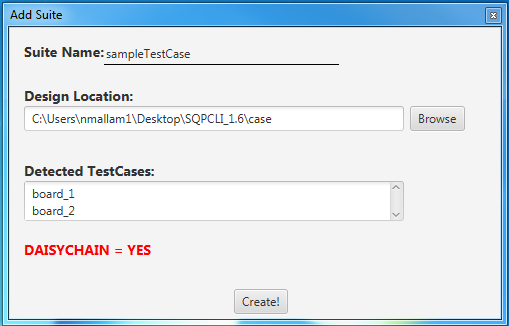 Add Suite
Suite Name: sampleTestCase
Design Location:
C:\Users\nmallam1\Desktop\SQPCLI_1.6\case Browse
Detected TestCases:
board_1
board_2
DAISYCHAIN = YES
Create!